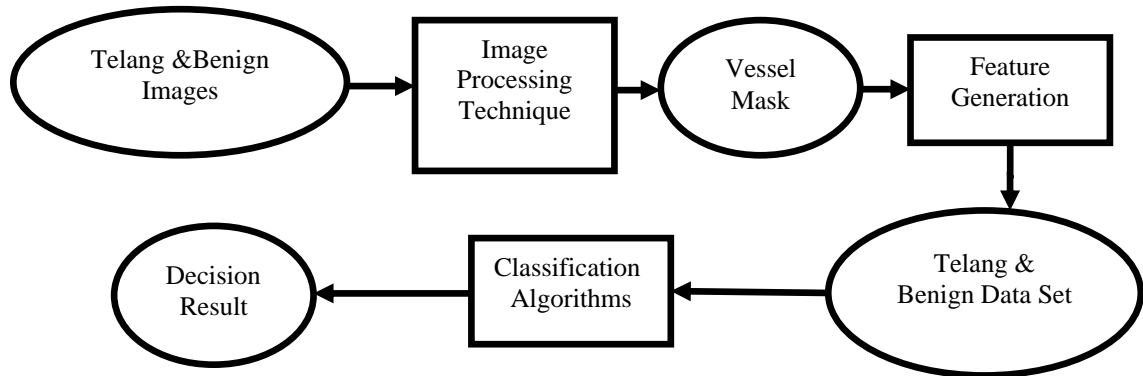 Telang &Benign
Images
Image
Processing
Technique
Vessel
Mask
Feature
Generation
Telang &
Benign Data Set
Classification
Algorithms
Decision
Result